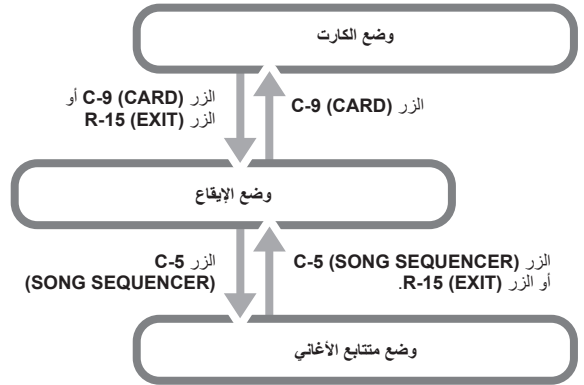 وضع الكارت
الزر C-9 (CARD)
الزر C-9 (CARD) أو
الزر R-15 (EXIT)
وضع الإيقاع
الزر C-5 (SONG SEQUENCER)
أو الزر R-15 (EXIT).
الزر C-5
(SONG SEQUENCER)
وضع متتابع الأغاني